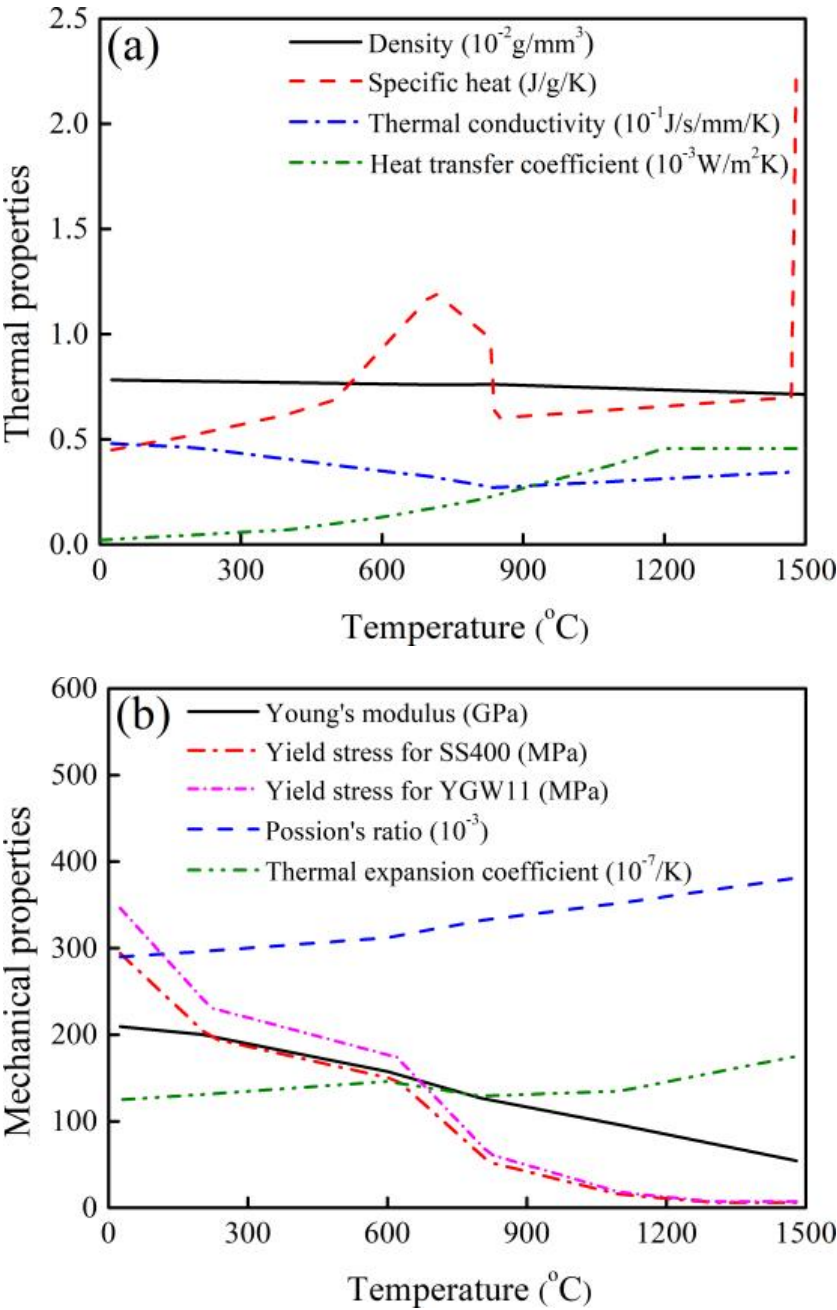 (a)
Density (10⁻²g/mm³)
Specific heat (J/g/K)
Thermal conductivity (10⁻¹J/s/mm/K)
Heat transfer coefficient (10⁻³W/m²K)
Thermal properties
2.5
2.0
1.5
1.0
0.5
0.0
0 300 600 900 1200 1500
Temperature (°C)
(b)
Young's modulus (GPa)
Yield stress for SS400 (MPa)
Yield stress for YGW11 (MPa)
Possion's ratio (10⁻³)
Thermal expansion coefficient (10⁻⁷/K)
Mechanical properties
600
500
400
300
200
100
0
0 300 600 900 1200 1500
Temperature (°C)